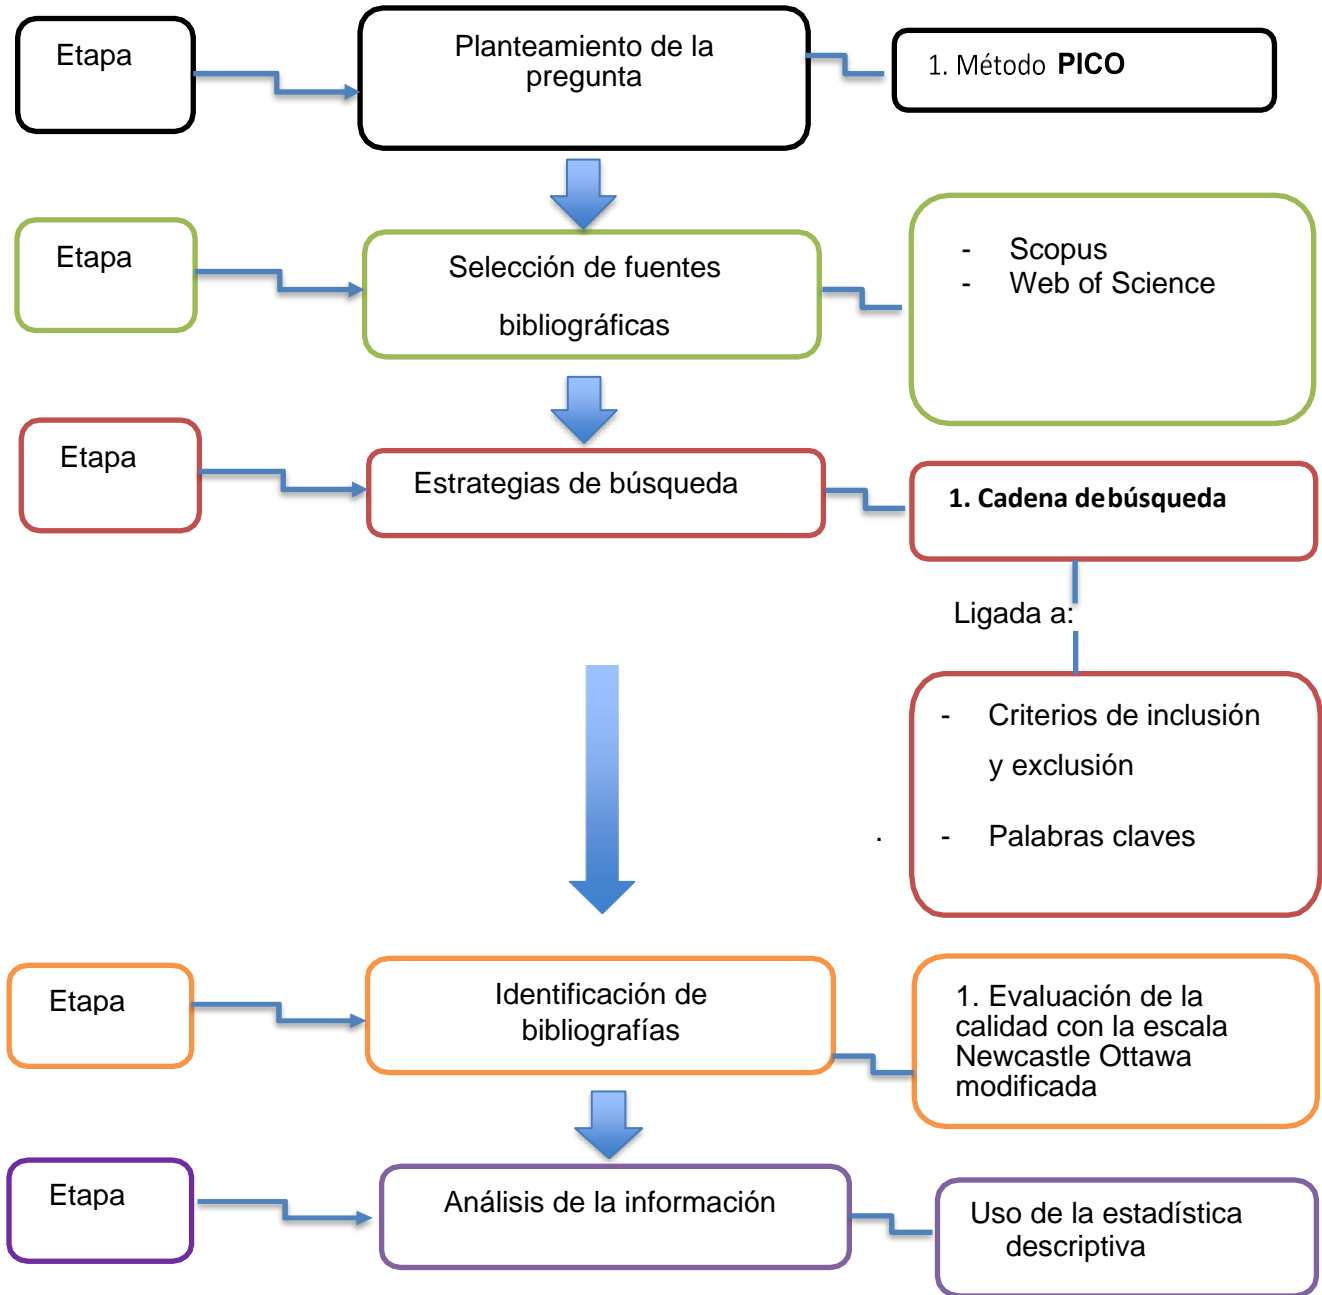 Etapa
Planteamiento de la
pregunta
1. Método PICO
Etapa
Selección de fuentes
bibliográficas
- Scopus
- Web of Science
Etapa
Estrategias de búsqueda
1. Cadena debúsqueda
Ligada a:
- Criterios de inclusión
y exclusión
. - Palabras claves
Etapa
Identificación de
bibliografías
1. Evaluación de la
calidad con la escala
Newcastle Ottawa
modificada
Etapa
Análisis de la información
Uso de la estadística
descriptiva